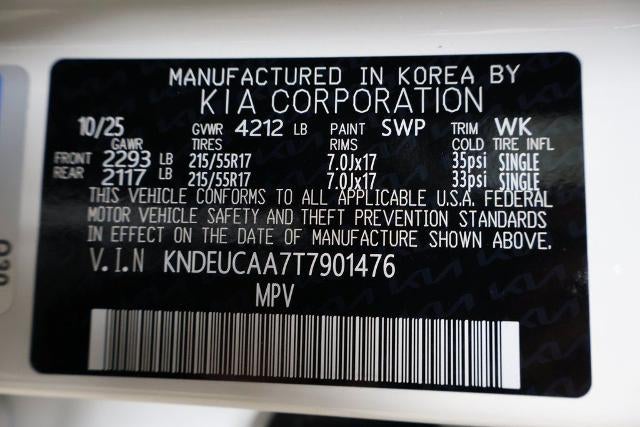 MANUFACTURED IN KOREA BY
KIA CORPORATION
10/25 GVWR 4212 LB PAINT SWP TRIM WK
GAWR TIRES RIMS COLD TIRE INFL
FRONT 2293 LB 215/55R17 7.0Jx17 35psi SINGLE
REAR 2117 LB 215/55R17 7.0Jx17 33psi SINGLE
THIS VEHICLE CONFORMS TO ALL APPLICABLE U.S.A. FEDERAL
MOTOR VEHICLE SAFETY AND THEFT PREVENTION STANDARDS
IN EFFECT ON THE DATE OF MANUFACTURE SHOWN ABOVE.
V.I.N KNDEUCAA7T7901476
MPV